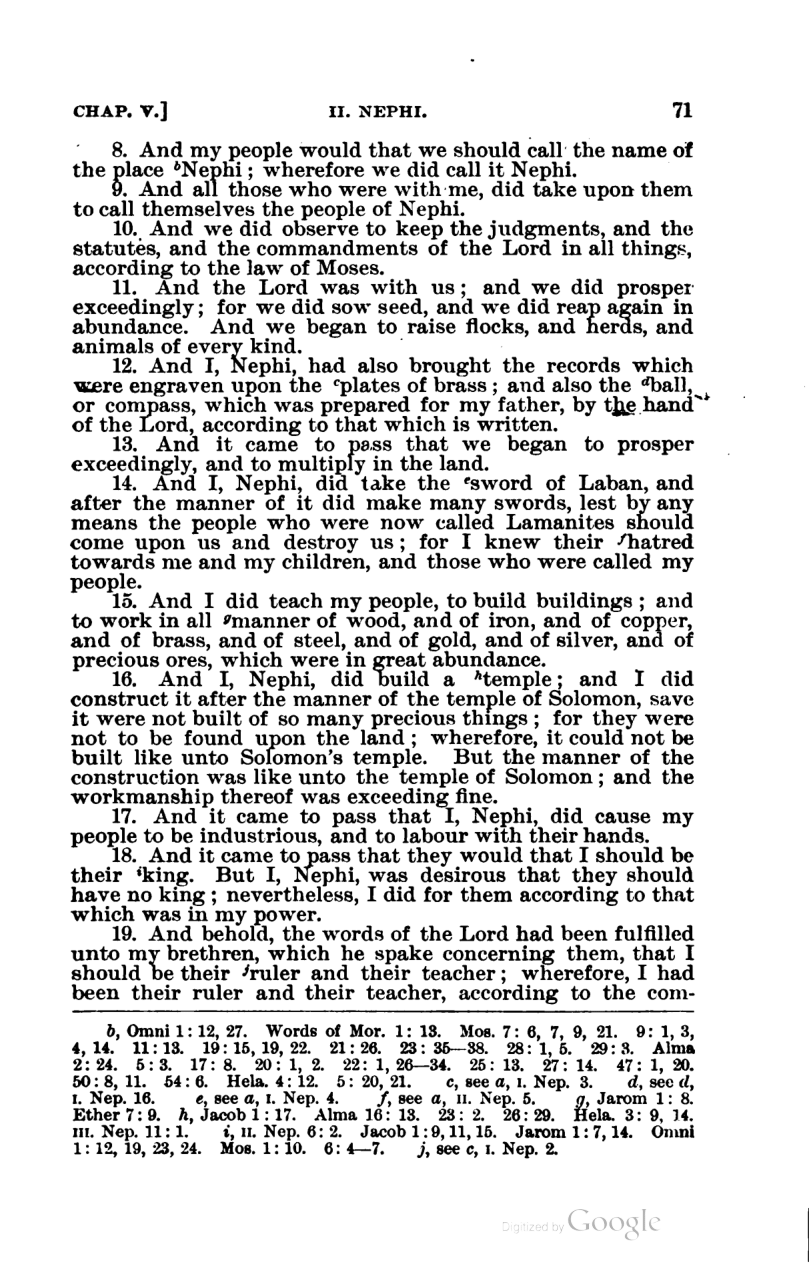 CHAP. V.] II. NEPHI. 71
8. And my people would that we should call the name of
the place ᵇNephi; wherefore we did call it Nephi.
9. And all those who were with me, did take upon them
to call themselves the people of Nephi.
10. And we did observe to keep the judgments, and the
statutes, and the commandments of the Lord in all things,
according to the law of Moses.
11. And the Lord was with us; and we did prosper
exceedingly; for we did sow seed, and we did reap again in
abundance. And we began to raise flocks, and herds, and
animals of every kind.
12. And I, Nephi, had also brought the records which
were engraven upon the ᶜplates of brass; and also the ᵈball,
or compass, which was prepared for my father, by the hand
of the Lord, according to that which is written.
13. And it came to pass that we began to prosper
exceedingly, and to multiply in the land.
14. And I, Nephi, did take the ᵉsword of Laban, and
after the manner of it did make many swords, lest by any
means the people who were now called Lamanites should
come upon us and destroy us; for I knew their ᶠhatred
towards me and my children, and those who were called my
people.
15. And I did teach my people, to build buildings; and
to work in all ᵍmanner of wood, and of iron, and of copper,
and of brass, and of steel, and of gold, and of silver, and of
precious ores, which were in great abundance.
16. And I, Nephi, did build a ʰtemple; and I did
construct it after the manner of the temple of Solomon, save
it were not built of so many precious things; for they were
not to be found upon the land; wherefore, it could not be
built like unto Solomon's temple. But the manner of the
construction was like unto the temple of Solomon; and the
workmanship thereof was exceeding fine.
17. And it came to pass that I, Nephi, did cause my
people to be industrious, and to labour with their hands.
18. And it came to pass that they would that I should be
their ⁱking. But I, Nephi, was desirous that they should
have no king; nevertheless, I did for them according to that
which was in my power.
19. And behold, the words of the Lord had been fulfilled
unto my brethren, which he spake concerning them, that I
should be their ʲruler and their teacher; wherefore, I had
been their ruler and their teacher, according to the com-
b, Omni 1: 12, 27. Words of Mor. 1: 13. Mos. 7: 6, 7, 9, 21. 9: 1, 3,
4, 14. 11: 13. 19: 15, 19, 22. 21: 26. 23: 35—38. 28: 1, 5. 29: 3. Alma
2: 24. 5: 3. 17: 8. 20: 1, 2. 22: 1, 26—34. 25: 13. 27: 14. 47: 1, 20.
50: 8, 11. 54: 6. Hela. 4: 12. 5: 20, 21. c, see a, I. Nep. 3. d, see d,
I. Nep. 16. e, see a, I. Nep. 4. f, see a, II. Nep. 5. g, Jarom 1: 8.
Ether 7: 9. h, Jacob 1: 17. Alma 16: 13. 23: 2. 26: 29. Hela. 3: 9, 14.
III. Nep. 11: 1. i, II. Nep. 6: 2. Jacob 1: 9, 11, 15. Jarom 1: 7, 14. Omni
1: 12, 19, 23, 24. Mos. 1: 10. 6: 4—7. j, see c, I. Nep. 2.
Digitized by Google